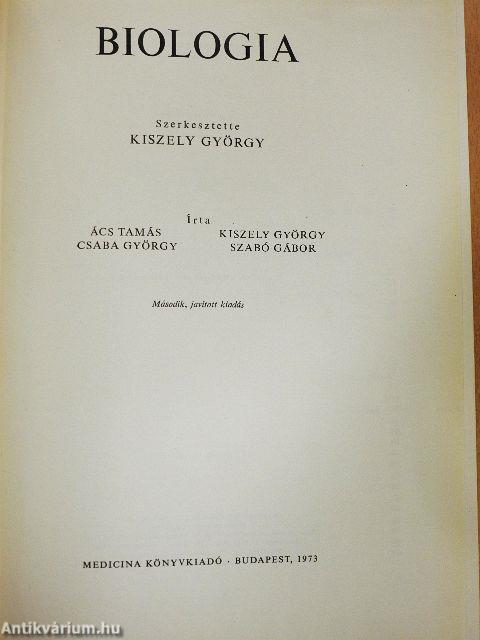 BIOLOGIA
Szerkesztette
KISZELY GYÖRGY
Írta
ÁCS TAMÁS
CSABA GYÖRGY
KISZELY GYÖRGY
SZABÓ GÁBOR
Második, javított kiadás
MEDICINA KÖNYVKIADÓ · BUDAPEST, 1973
Antikvárium.hu